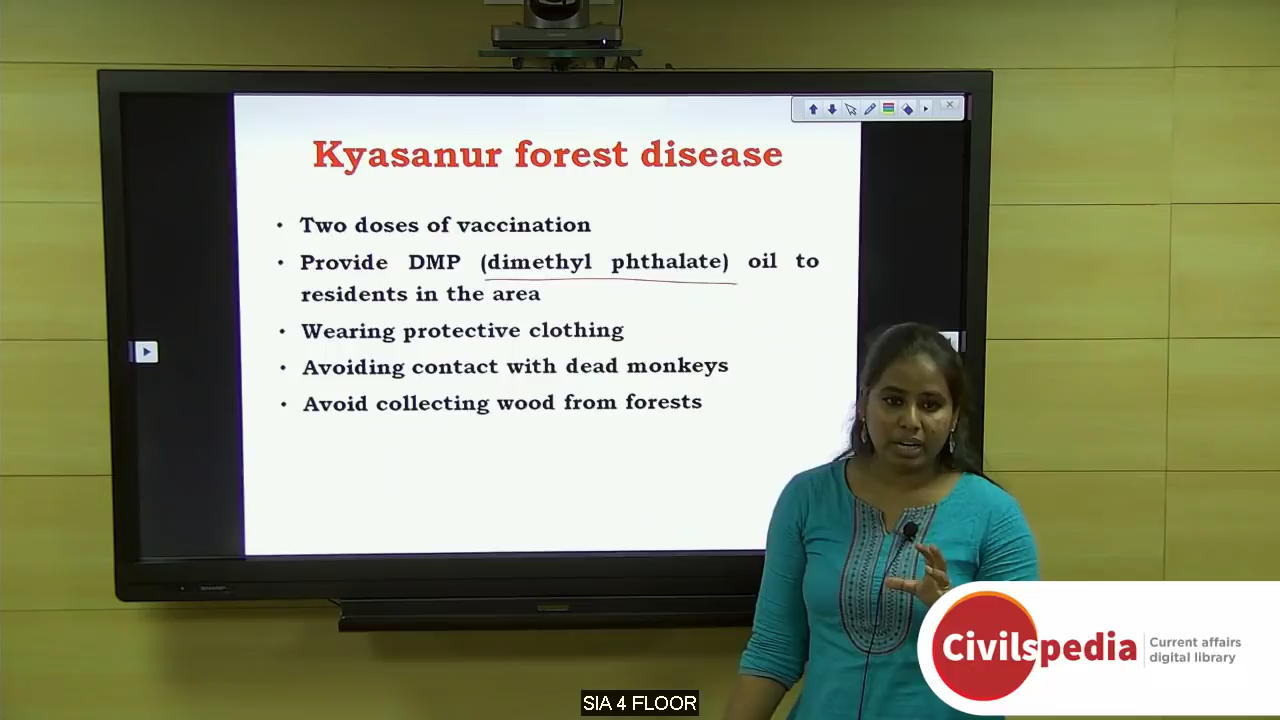 Kyasanur forest disease
• Two doses of vaccination
• Provide DMP (dimethyl phthalate) oil to
residents in the area
• Wearing protective clothing
• Avoiding contact with dead monkeys
• Avoid collecting wood from forests
SHARP
Civilspedia
Current affairs
digital library
SIA 4 FLOOR